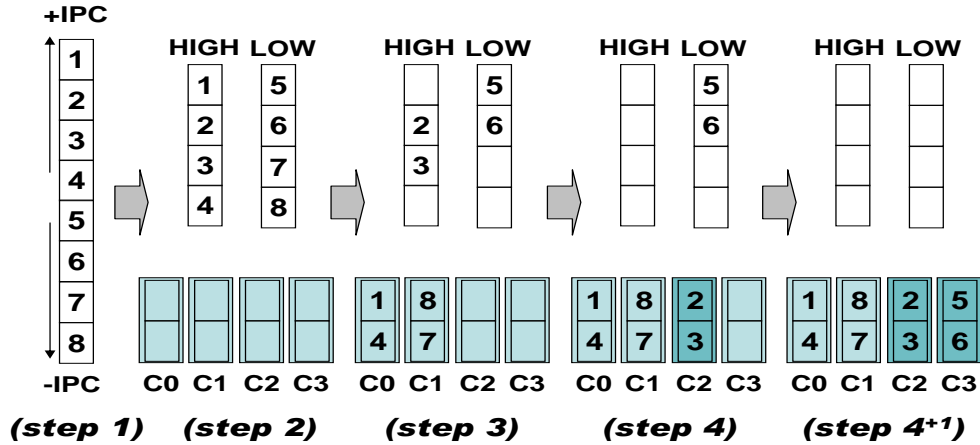 +IPC
1
2
3
4
5
6
7
8
-IPC
(step 1)
HIGH LOW
1 5
2 6
3 7
4 8
C0 C1 C2 C3
(step 2)
HIGH LOW
5
2 6
3
1 8
4 7
C0 C1 C2 C3
(step 3)
HIGH LOW
5
6
1 8 2
4 7 3
C0 C1 C2 C3
(step 4)
HIGH LOW
1 8 2 5
4 7 3 6
C0 C1 C2 C3
(step 4+1)